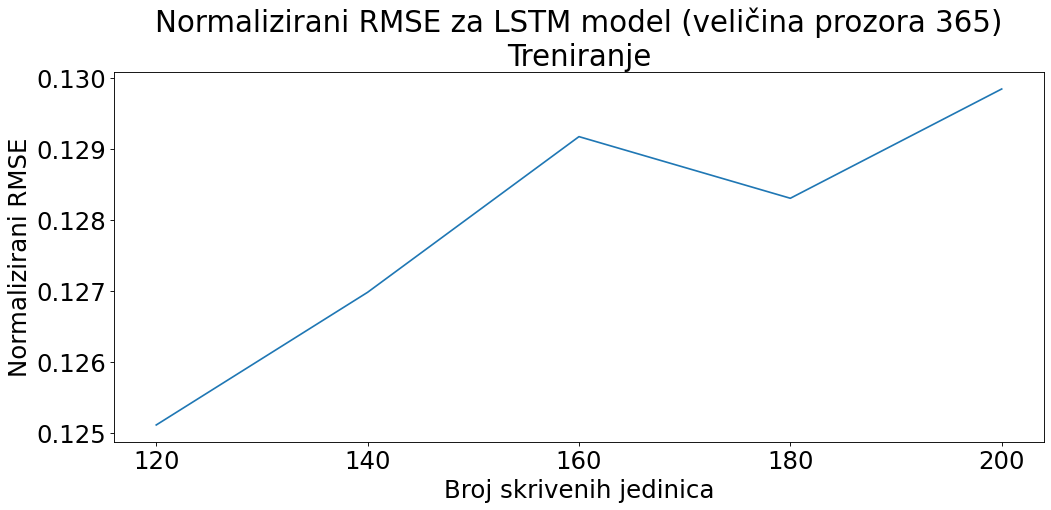 Normalizirani RMSE za LSTM model (veličina prozora 365)
Treniranje
Normalizirani RMSE
0.130
0.129
0.128
0.127
0.126
0.125
120 140 160 180 200
Broj skrivenih jedinica